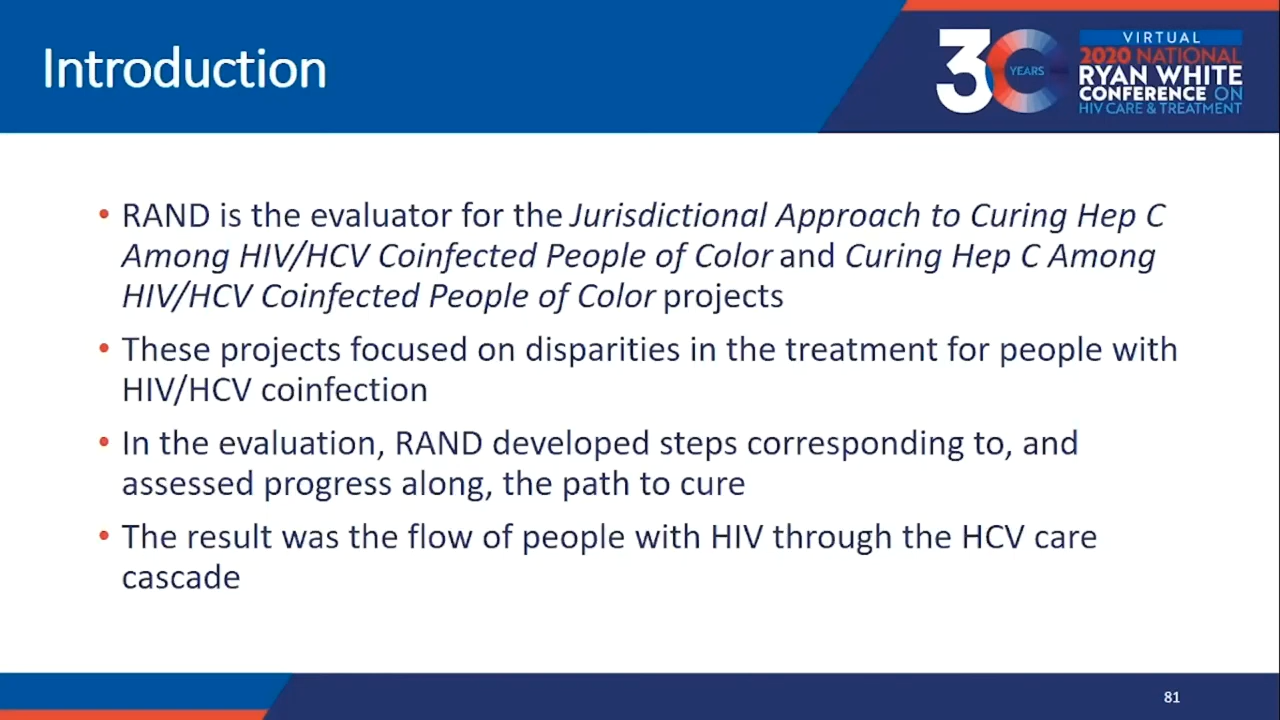 Introduction
30 YEARS
VIRTUAL
2020 NATIONAL
RYAN WHITE
CONFERENCE ON
HIV CARE & TREATMENT
• RAND is the evaluator for the Jurisdictional Approach to Curing Hep C
Among HIV/HCV Coinfected People of Color and Curing Hep C Among
HIV/HCV Coinfected People of Color projects
• These projects focused on disparities in the treatment for people with
HIV/HCV coinfection
• In the evaluation, RAND developed steps corresponding to, and
assessed progress along, the path to cure
• The result was the flow of people with HIV through the HCV care
cascade
81